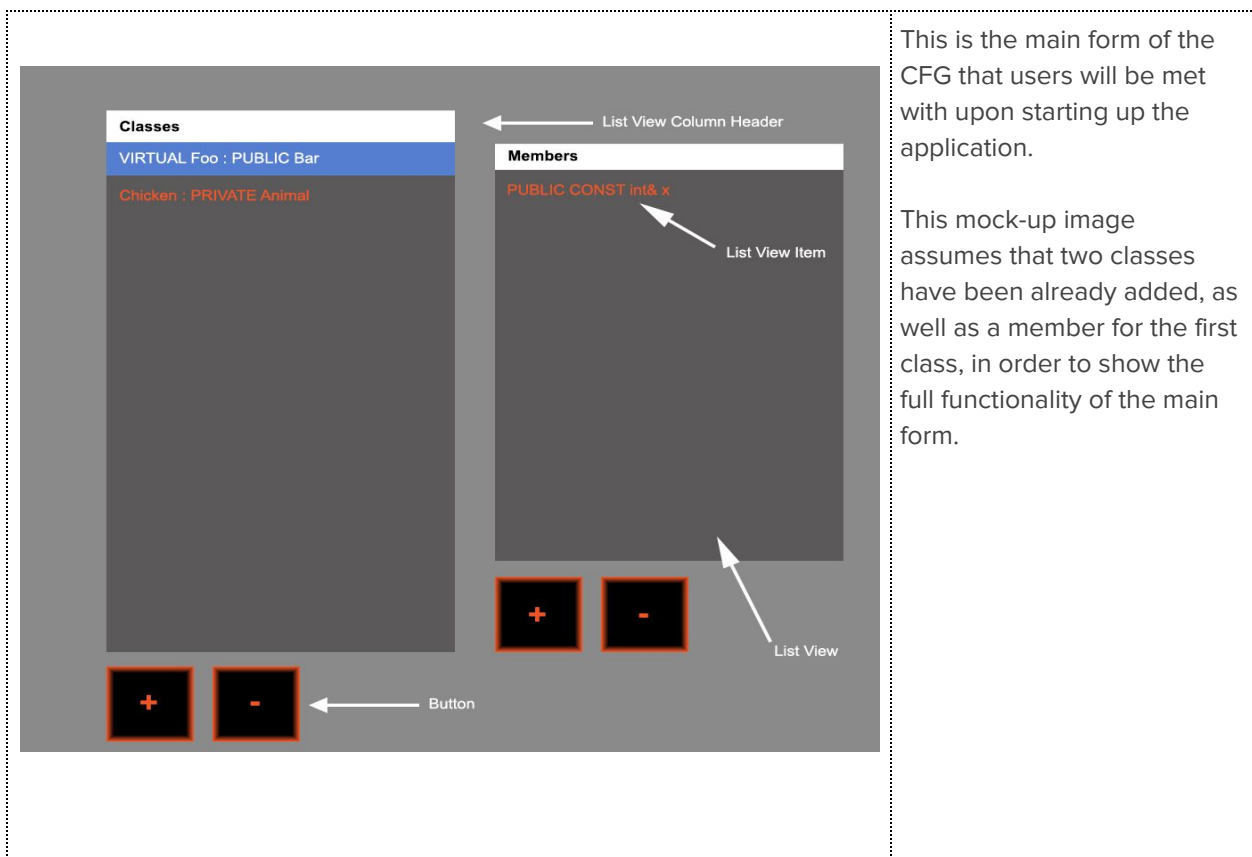 Classes
VIRTUAL Foo : PUBLIC Bar
Chicken : PRIVATE Animal
List View Column Header
Members
PUBLIC CONST int& x
List View Item
+
-
List View
+
-
Button
This is the main form of the
CFG that users will be met
with upon starting up the
application.
This mock-up image
assumes that two classes
have been already added, as
well as a member for the first
class, in order to show the
full functionality of the main
form.